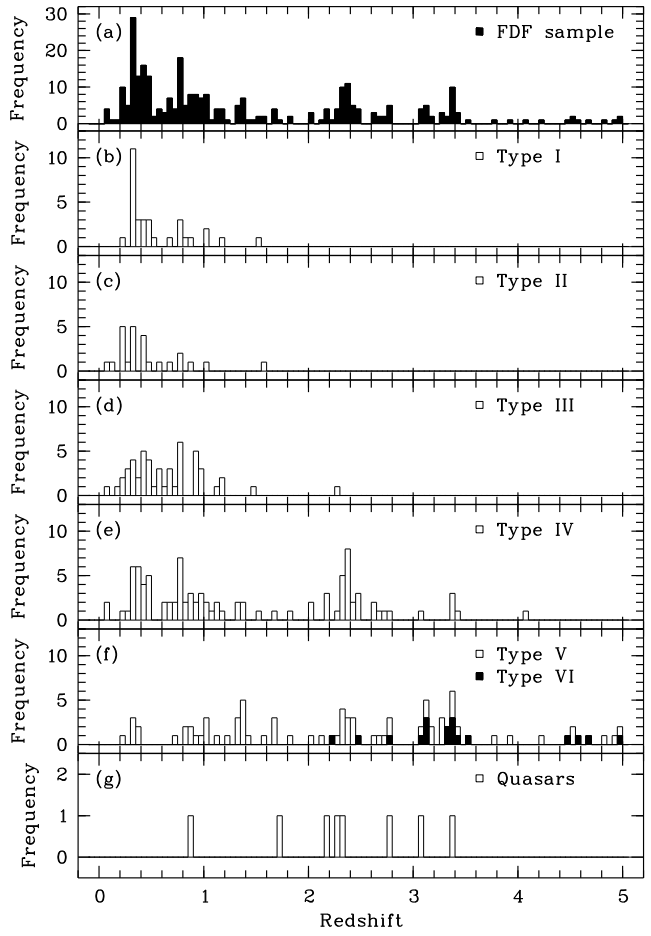 (a)
FDF sample
Frequency
30
20
10
0
(b)
Type I
Frequency
10
5
0
(c)
Type II
Frequency
10
5
0
(d)
Type III
Frequency
10
5
0
(e)
Type IV
Frequency
10
5
0
(f)
Type V
Type VI
Frequency
10
5
0
(g)
Quasars
Frequency
2
1
0
0 1 2 3 4 5
Redshift